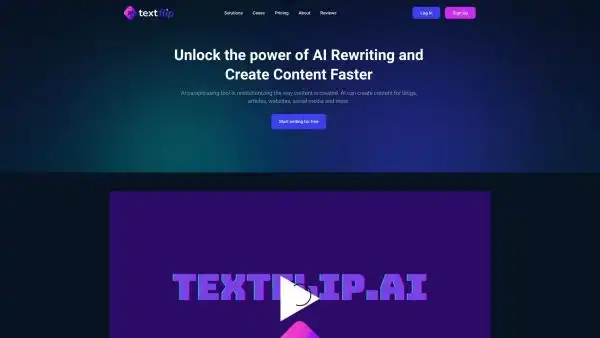 textflip
Solutions Cases Pricing About Reviews
Log In
Sign Up
Unlock the power of AI Rewriting and
Create Content Faster
AI paraphrasing tool is revolutionizing the way content is created. AI can create content for blogs,
articles, websites, social media and more.
Start writing for free
TEXTFLIP.AI